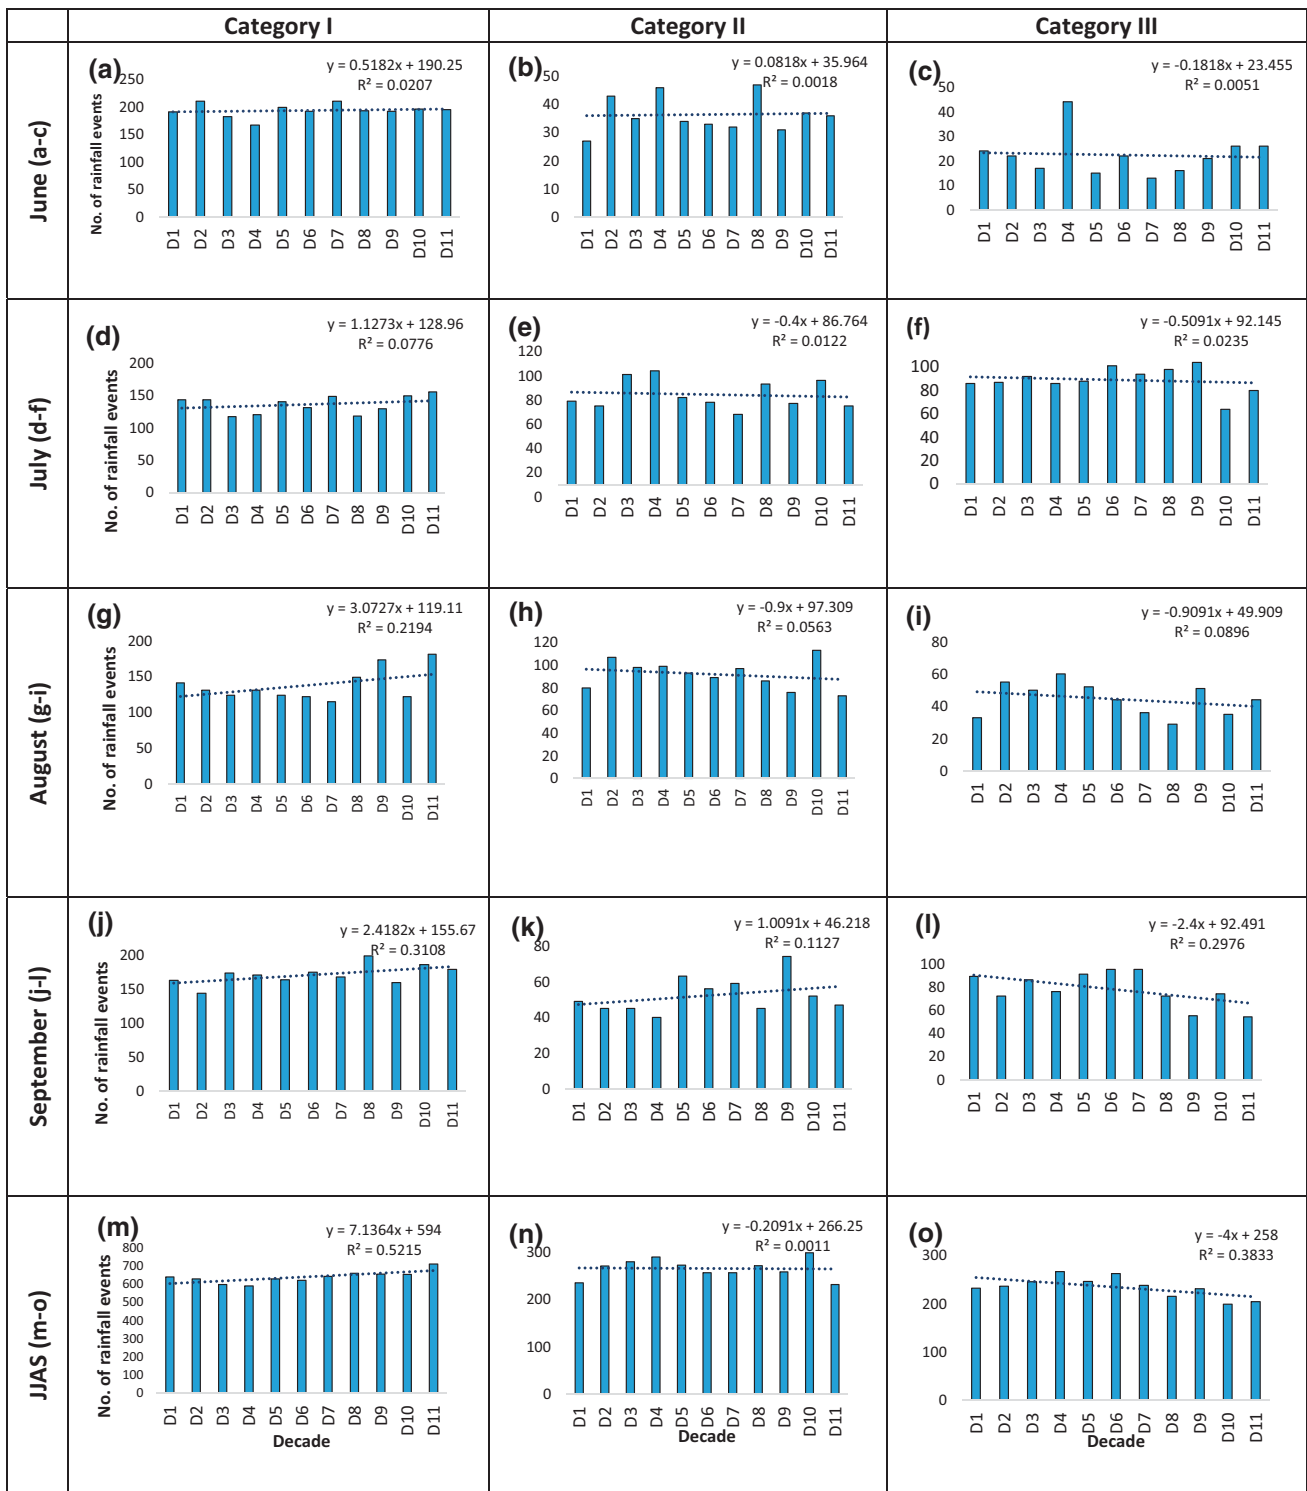 Category I Category II Category III
June (a-c)
(a)
y = 0.5182x + 190.25
R² = 0.0207
No. of rainfall events
250
200
150
100
50
0
D1 D2 D3 D4 D5 D6 D7 D8 D9 D10 D11
(b)
y = 0.0818x + 35.964
R² = 0.0018
50
40
30
20
10
0
D1 D2 D3 D4 D5 D6 D7 D8 D9 D10 D11
(c)
y = -0.1818x + 23.455
R² = 0.0051
50
40
30
20
10
0
D1 D2 D3 D4 D5 D6 D7 D8 D9 D10 D11
July (d-f)
(d)
y = 1.1273x + 128.96
R² = 0.0776
No. of rainfall events
200
150
100
50
0
D1 D2 D3 D4 D5 D6 D7 D8 D9 D10 D11
(e)
y = -0.4x + 86.764
R² = 0.0122
120
100
80
60
40
20
0
D1 D2 D3 D4 D5 D6 D7 D8 D9 D10 D11
(f)
y = -0.5091x + 92.145
R² = 0.0235
100
80
60
40
20
0
D1 D2 D3 D4 D5 D6 D7 D8 D9 D10 D11
August (g-i)
(g)
y = 3.0727x + 119.11
R² = 0.2194
No. of rainfall events
200
150
100
50
0
D1 D2 D3 D4 D5 D6 D7 D8 D9 D10 D11
(h)
y = -0.9x + 97.309
R² = 0.0563
120
100
80
60
40
20
0
D1 D2 D3 D4 D5 D6 D7 D8 D9 D10 D11
(i)
y = -0.9091x + 49.909
R² = 0.0896
80
60
40
20
0
D1 D2 D3 D4 D5 D6 D7 D8 D9 D10 D11
September (j-l)
(j)
y = 2.4182x + 155.67
R² = 0.3108
No. of rainfall events
200
150
100
50
0
D1 D2 D3 D4 D5 D6 D7 D8 D9 D10 D11
(k)
y = 1.0091x + 46.218
R² = 0.1127
80
60
40
20
0
D1 D2 D3 D4 D5 D6 D7 D8 D9 D10 D11
(l)
y = -2.4x + 92.491
R² = 0.2976
100
80
60
40
20
0
D1 D2 D3 D4 D5 D6 D7 D8 D9 D10 D11
JJAS (m-o)
(m)
y = 7.1364x + 594
R² = 0.5215
No. of rainfall events
800
700
600
500
400
300
200
100
0
D1 D2 D3 D4 D5 D6 D7 D8 D9 D10 D11
Decade
(n)
y = -0.2091x + 266.25
R² = 0.0011
300
200
100
0
D1 D2 D3 D4 D5 D6 D7 D8 D9 D10 D11
Decade
(o)
y = -4x + 258
R² = 0.3833
300
200
100
0
D1 D2 D3 D4 D5 D6 D7 D8 D9 D10 D11
Decade